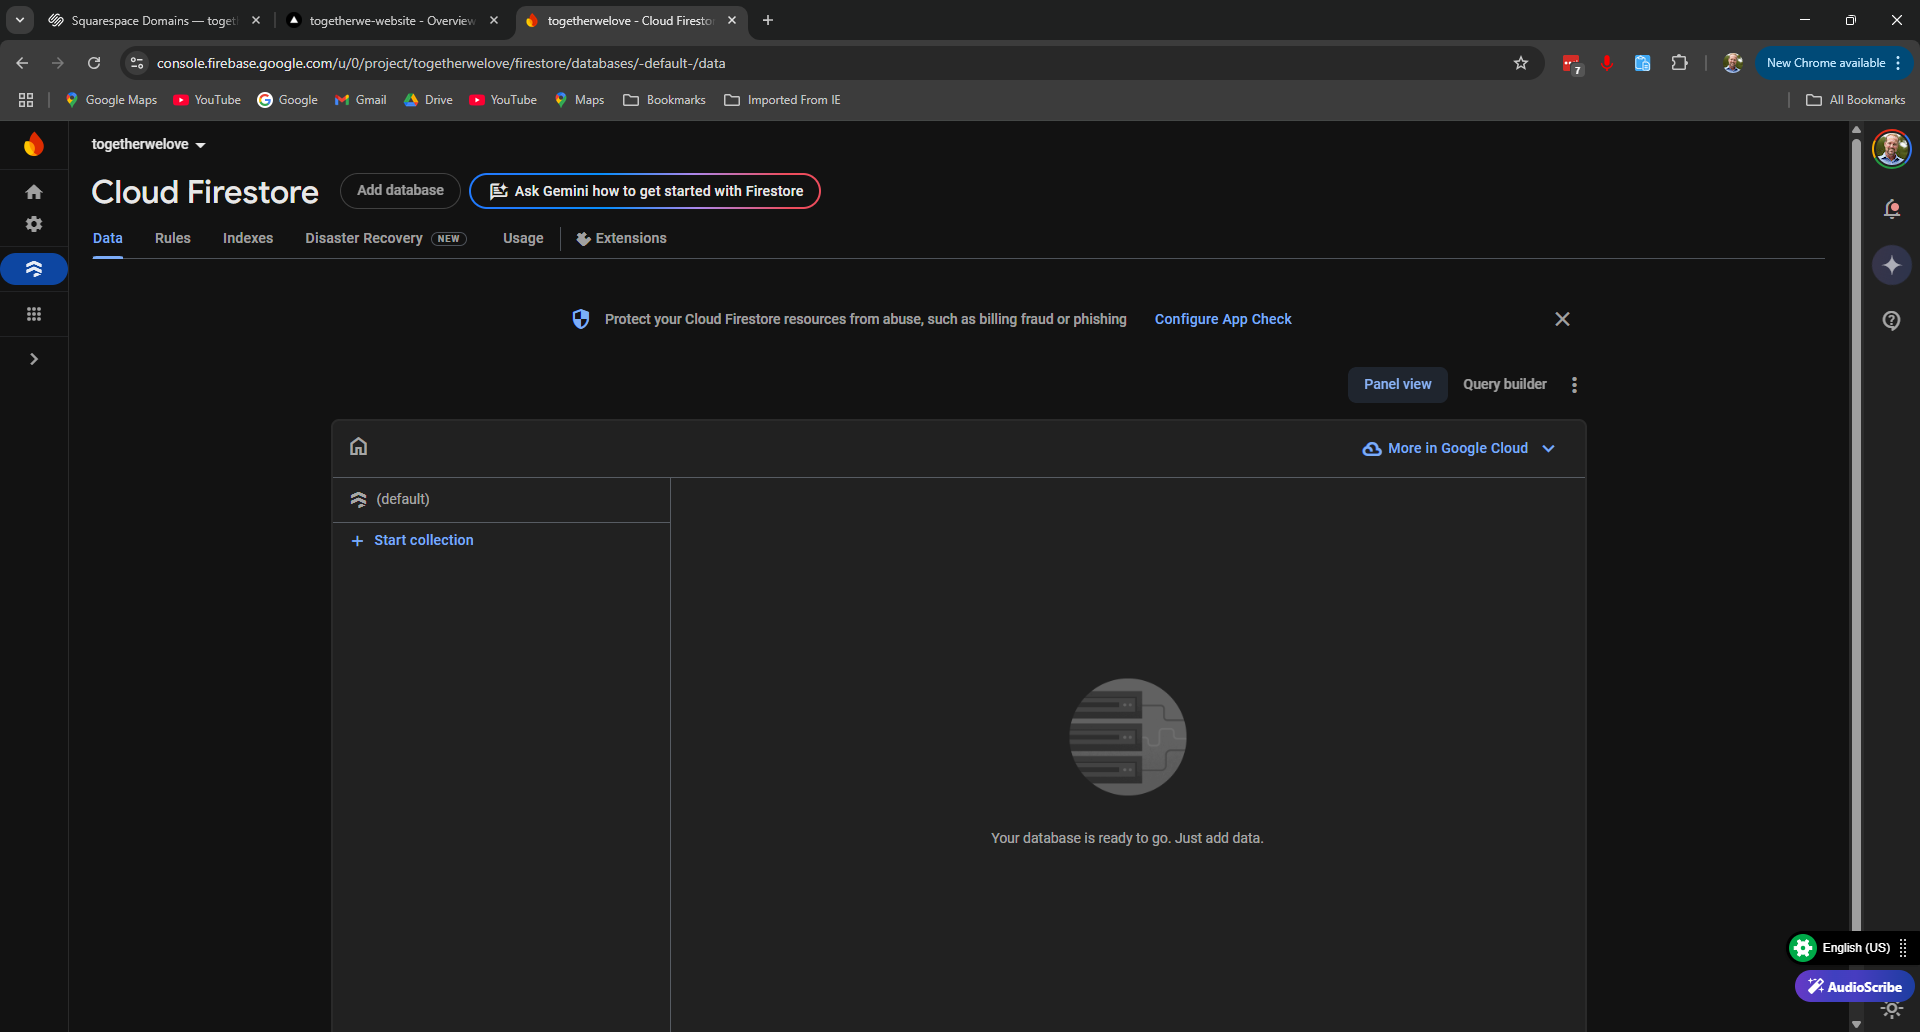 Squarespace Domains — toget
togetherwe-website - Overview
togetherwelove - Cloud Firesto
console.firebase.google.com/u/0/project/togetherwelove/firestore/databases/-default-/data
7
New Chrome available
Google Maps
YouTube
Google
Gmail
Drive
YouTube
Maps
Bookmarks
Imported From IE
All Bookmarks
togetherwelove
Cloud Firestore
Add database
Ask Gemini how to get started with Firestore
Data
Rules
Indexes
Disaster Recovery NEW
Usage
Extensions
Protect your Cloud Firestore resources from abuse, such as billing fraud or phishing
Configure App Check
Panel view
Query builder
More in Google Cloud
(default)
+ Start collection
Your database is ready to go. Just add data.
English (US)
AudioScribe